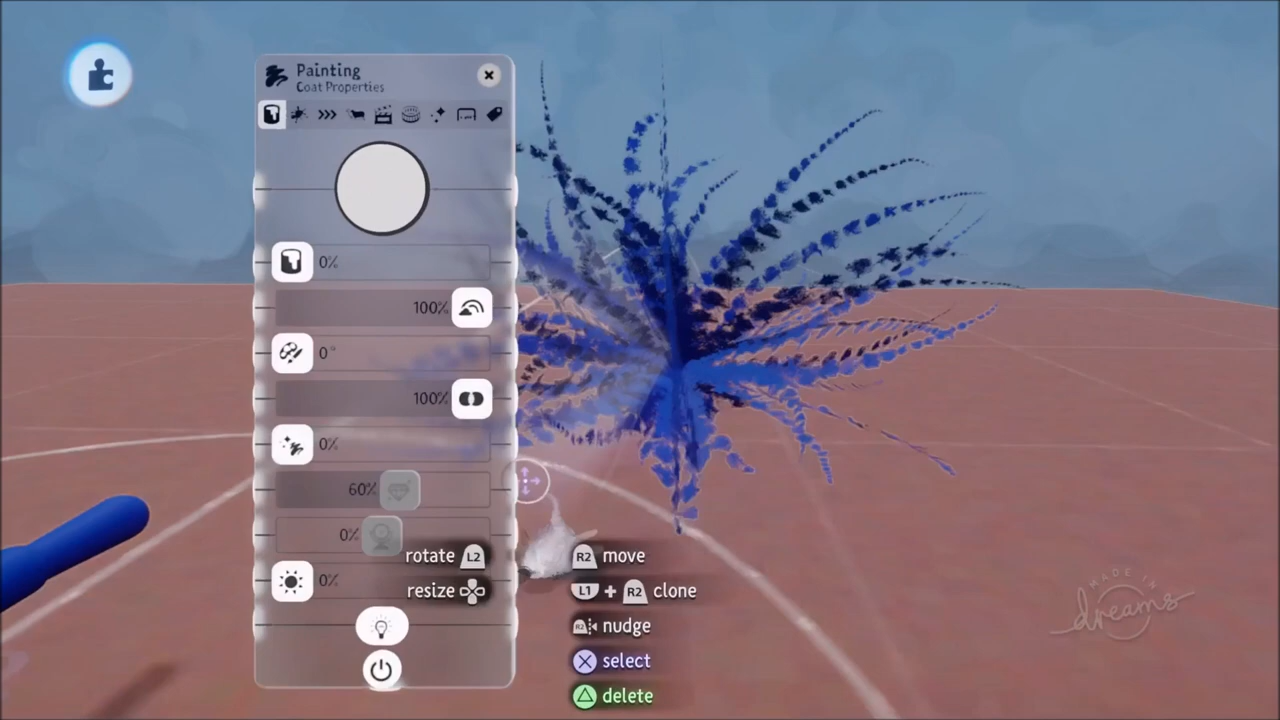 Painting
Coat Properties
0%
100%
0°
100%
0%
60%
0%
rotate L2
resize
0%
R2 move
L1 + R2 clone
R2 nudge
select
delete
MADE IN
dreams